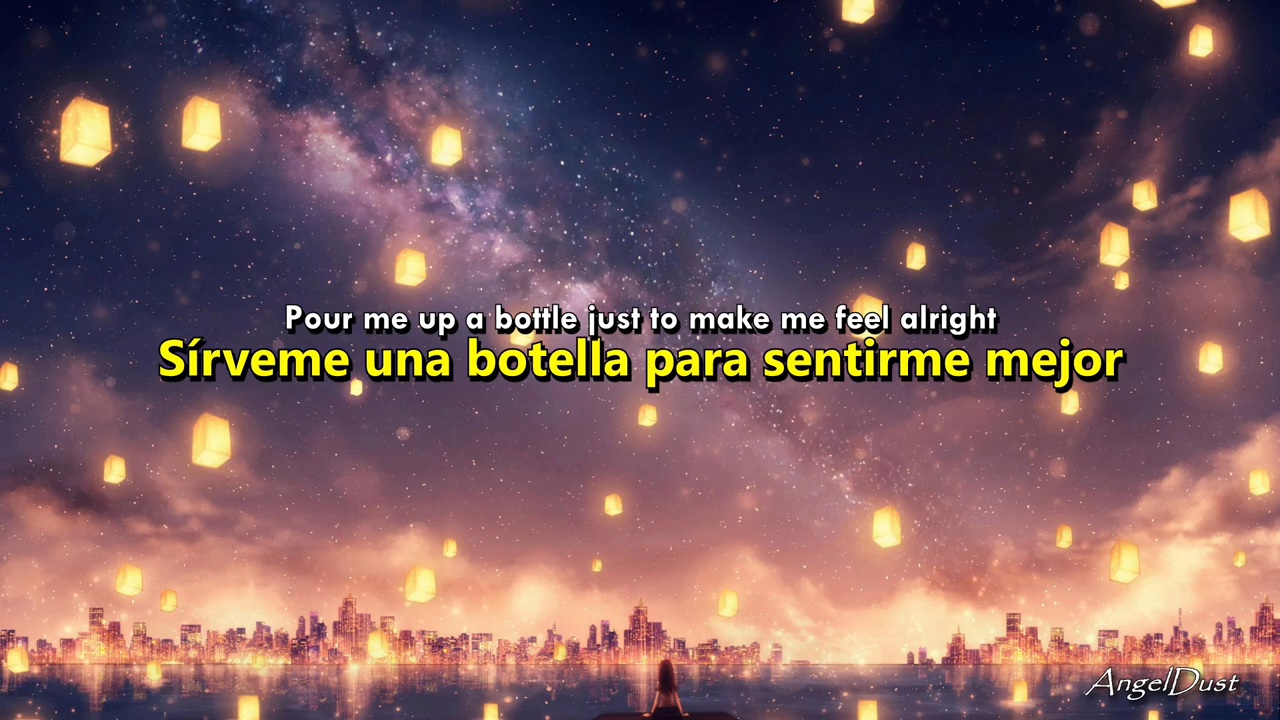 Pour me up a bottle just to make me feel alright
Sírveme una botella para sentirme mejor
AngelDust